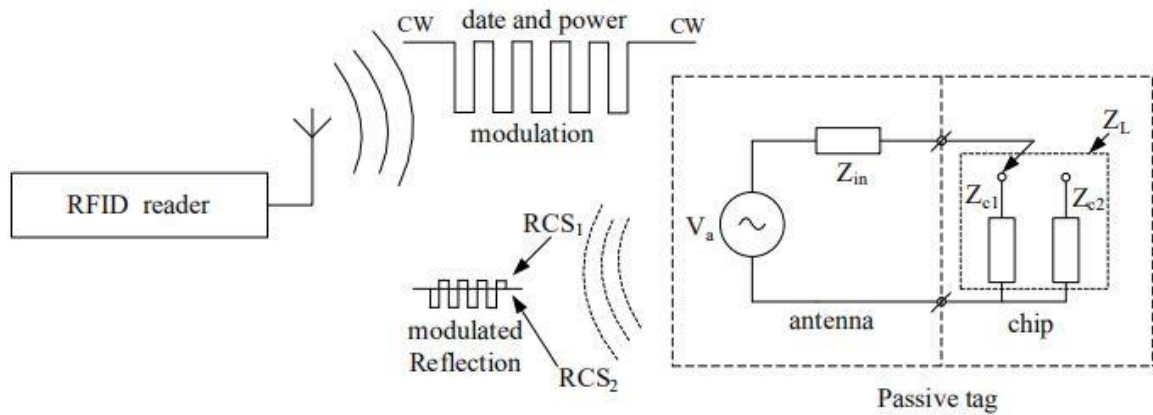 CW
date and power
CW
modulation
RFID reader
Z_in
Z_L
Z_c1
Z_c2
V_a
RCS_1
modulated
Reflection
RCS_2
antenna
chip
Passive tag